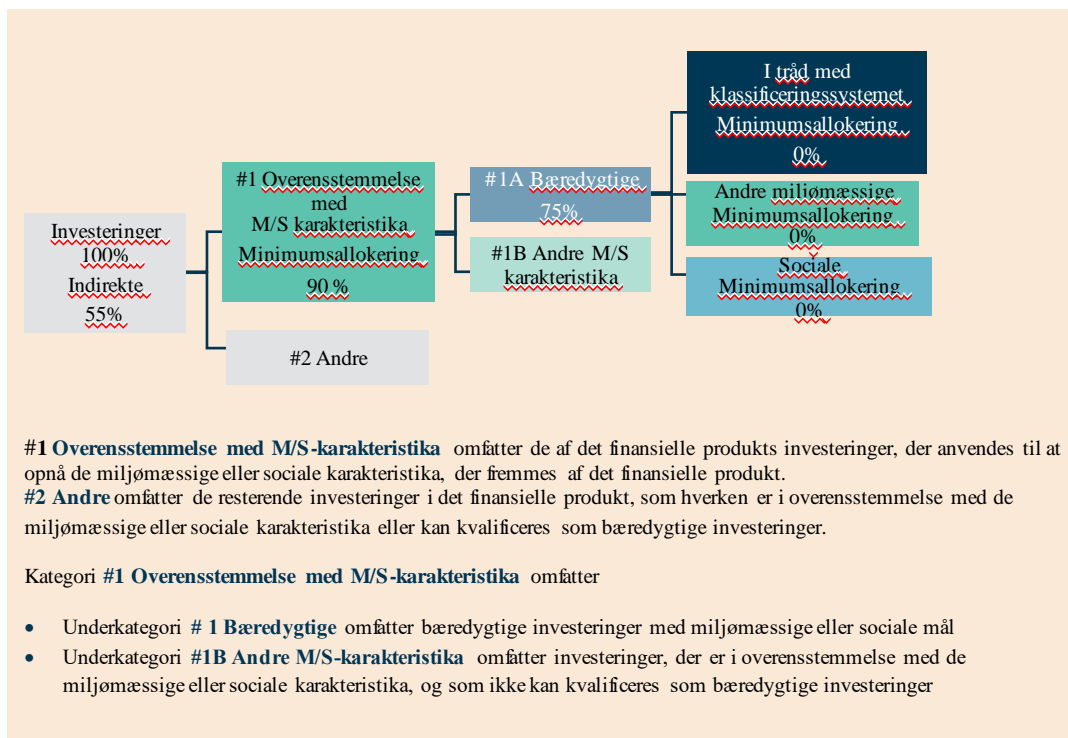 Investeringer
100%
Indirekte
55%
#1 Overensstemmelse
med
M/S karakteristika
Minimumsallokering
90 %
#2 Andre
#1A Bæredygtige
75%
#1B Andre M/S
karakteristika
I tråd med
klassificeringssystemet
Minimumsallokering
0%
Andre miljømæssige
Minimumsallokering
0%
Sociale
Minimumsallokering
0%
#1 Overensstemmelse med M/S-karakteristika omfatter de af det finansielle produkts investeringer, der anvendes til at
opnå de miljømæssige eller sociale karakteristika, der fremmes af det finansielle produkt.
#2 Andre omfatter de resterende investeringer i det finansielle produkt, som hverken er i overensstemmelse med de
miljømæssige eller sociale karakteristika eller kan kvalificeres som bæredygtige investeringer.
Kategori #1 Overensstemmelse med M/S-karakteristika omfatter
• Underkategori # 1 Bæredygtige omfatter bæredygtige investeringer med miljømæssige eller sociale mål
• Underkategori #1B Andre M/S-karakteristika omfatter investeringer, der er i overensstemmelse med de
miljømæssige eller sociale karakteristika, og som ikke kan kvalificeres som bæredygtige investeringer